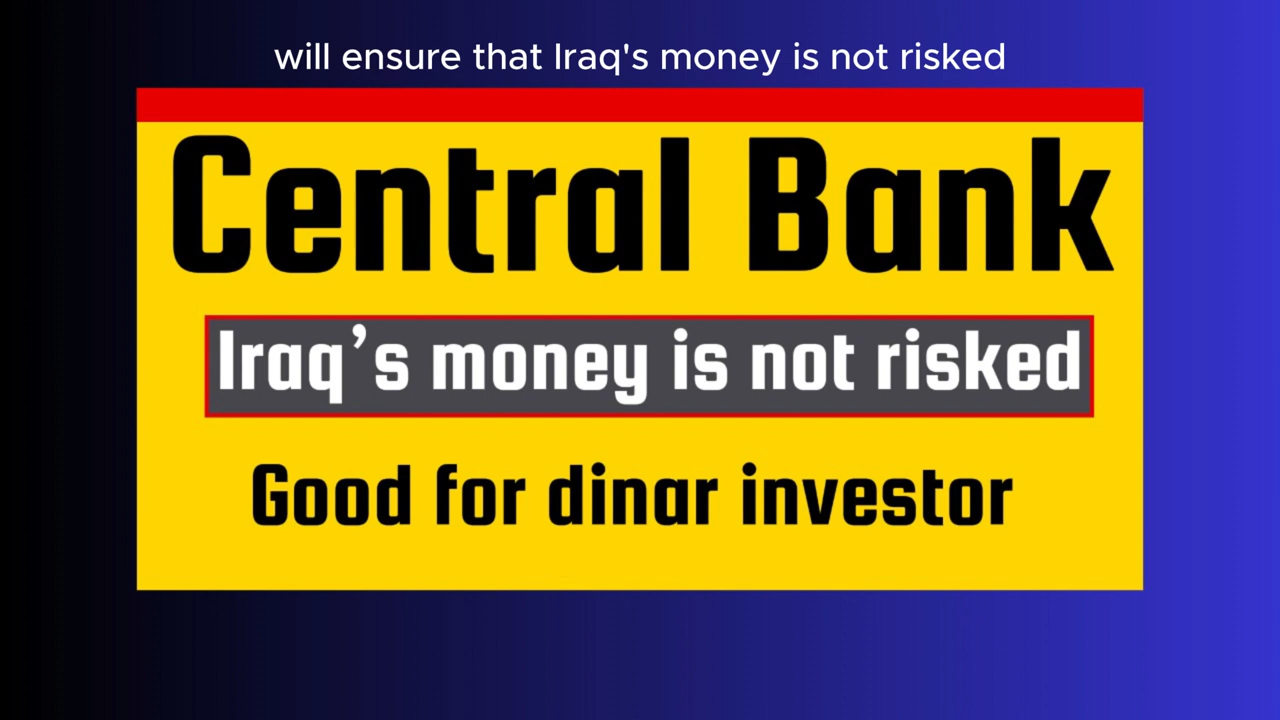 will ensure that Iraq's money is not risked
Central Bank
Iraq’s money is not risked
Good for dinar investor